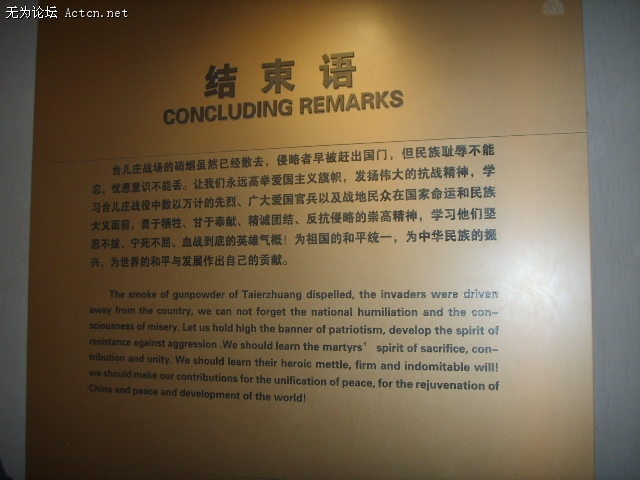 无为论坛 Actcn.net
结束语
CONCLUDING REMARKS
台儿庄战场的硝烟虽然已经散去，侵略者早被赶出国门，但民族耻辱不能
忘，忧患意识不能丢。让我们永远高举爱国主义旗帜，发扬伟大的抗战精神，学
习台儿庄战役中数以万计的先烈、广大爱国官兵以及战地民众在国家命运和民族
大义面前，勇于牺牲、甘于奉献、精诚团结、反抗侵略的崇高精神，学习他们坚
忍不拔、宁死不屈、血战到底的英雄气概！为祖国的和平统一，为中华民族的振
兴，为世界的和平与发展作出自己的贡献。
The smoke of gunpowder of Taierzhuang dispelled, the invaders were driven
away from the country, we can not forget the national humiliation and the con-
sciousness of misery. Let us hold high the banner of patriotism, develop the spirit of
resistance against aggression .We should learn the martyrs' spirit of sacrifice, con-
tribution and unity. We should learn their heroic mettle, firm and indomitable will!
we should make our contributions for the unification of peace, for the rejuvenation of
China and peace and development of the world!